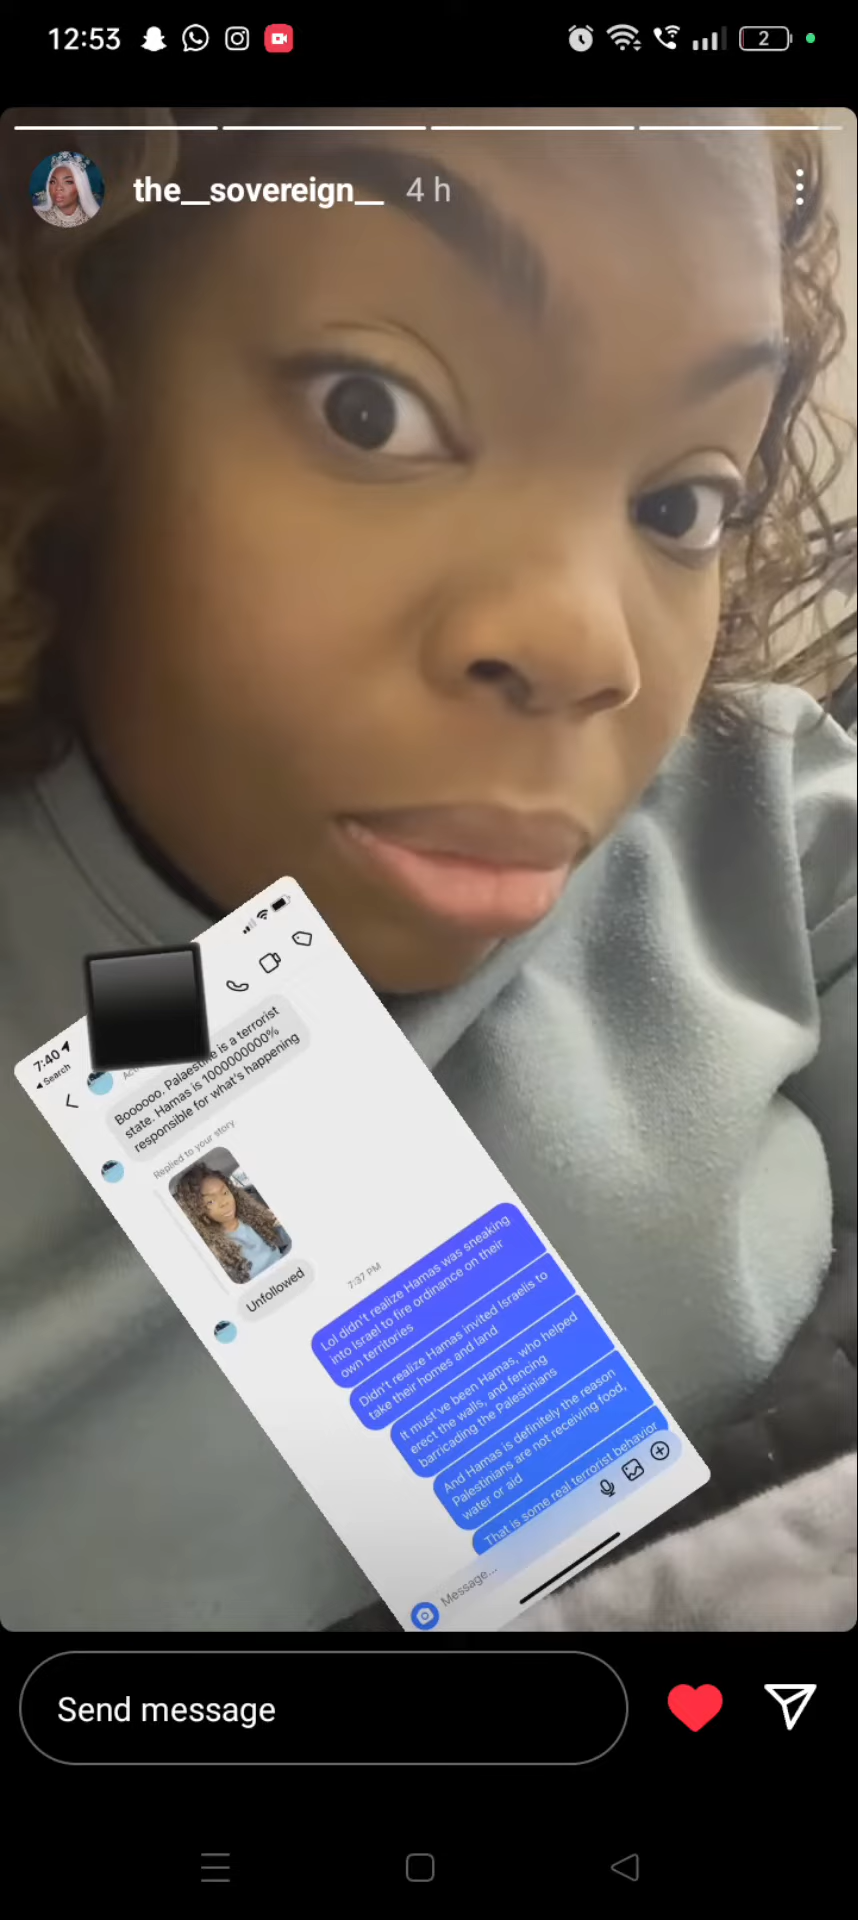 12:53
2
the__sovereign__ 4 h
7:40
Search
Boooooo. Palaestine is a terrorist
state. Hamas is 1000000000%
responsible for what's happening
Replied to your story
Unfollowed
7:37 PM
Lol didn't realize Hamas was sneaking
into Israel to fire ordinance on their
own territories
Didn't realize Hamas invited Israelis to
take their homes and land
It must've been Hamas, who helped
erect the walls, and fencing
barricading the Palestinians
And Hamas is definitely the reason
Palestinians are not receiving food,
water or aid
That is some real terrorist behavior
Message...
Send message